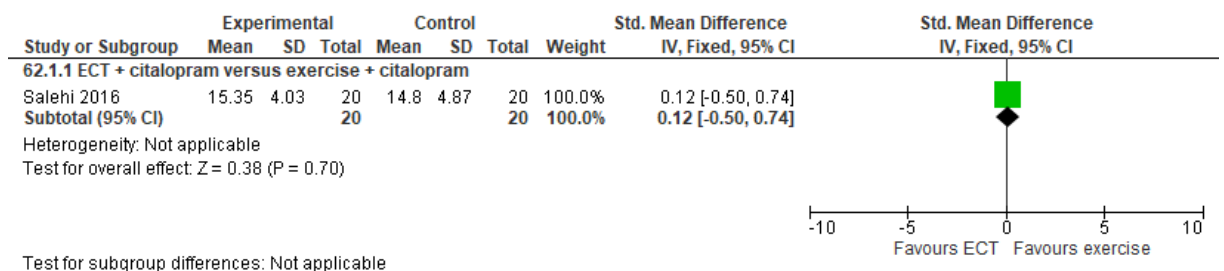 Experimental Control Std. Mean Difference Std. Mean Difference
Study or Subgroup Mean SD Total Mean SD Total Weight IV, Fixed, 95% CI IV, Fixed, 95% CI
62.1.1 ECT + citalopram versus exercise + citalopram
Salehi 2016 15.35 4.03 20 14.8 4.87 20 100.0% 0.12 [-0.50, 0.74]
Subtotal (95% CI) 20 20 100.0% 0.12 [-0.50, 0.74]
Heterogeneity: Not applicable
Test for overall effect: Z = 0.38 (P = 0.70)
-10 -5 0 5 10
Favours ECT Favours exercise
Test for subgroup differences: Not applicable